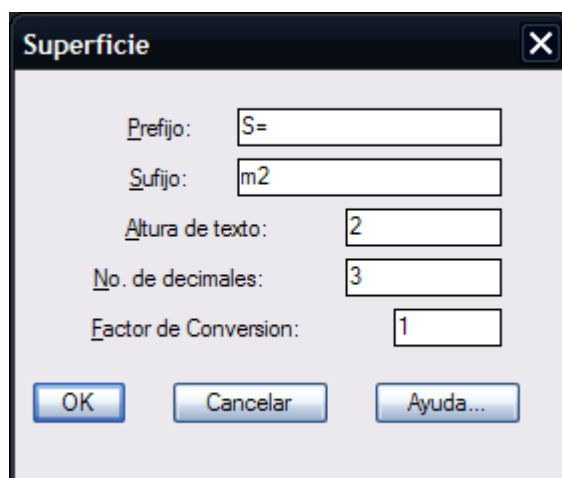 Superficie
Prefijo: S=
Sufijo: m2
Altura de texto: 2
No. de decimales: 3
Factor de Conversion: 1
OK Cancelar Ayuda...